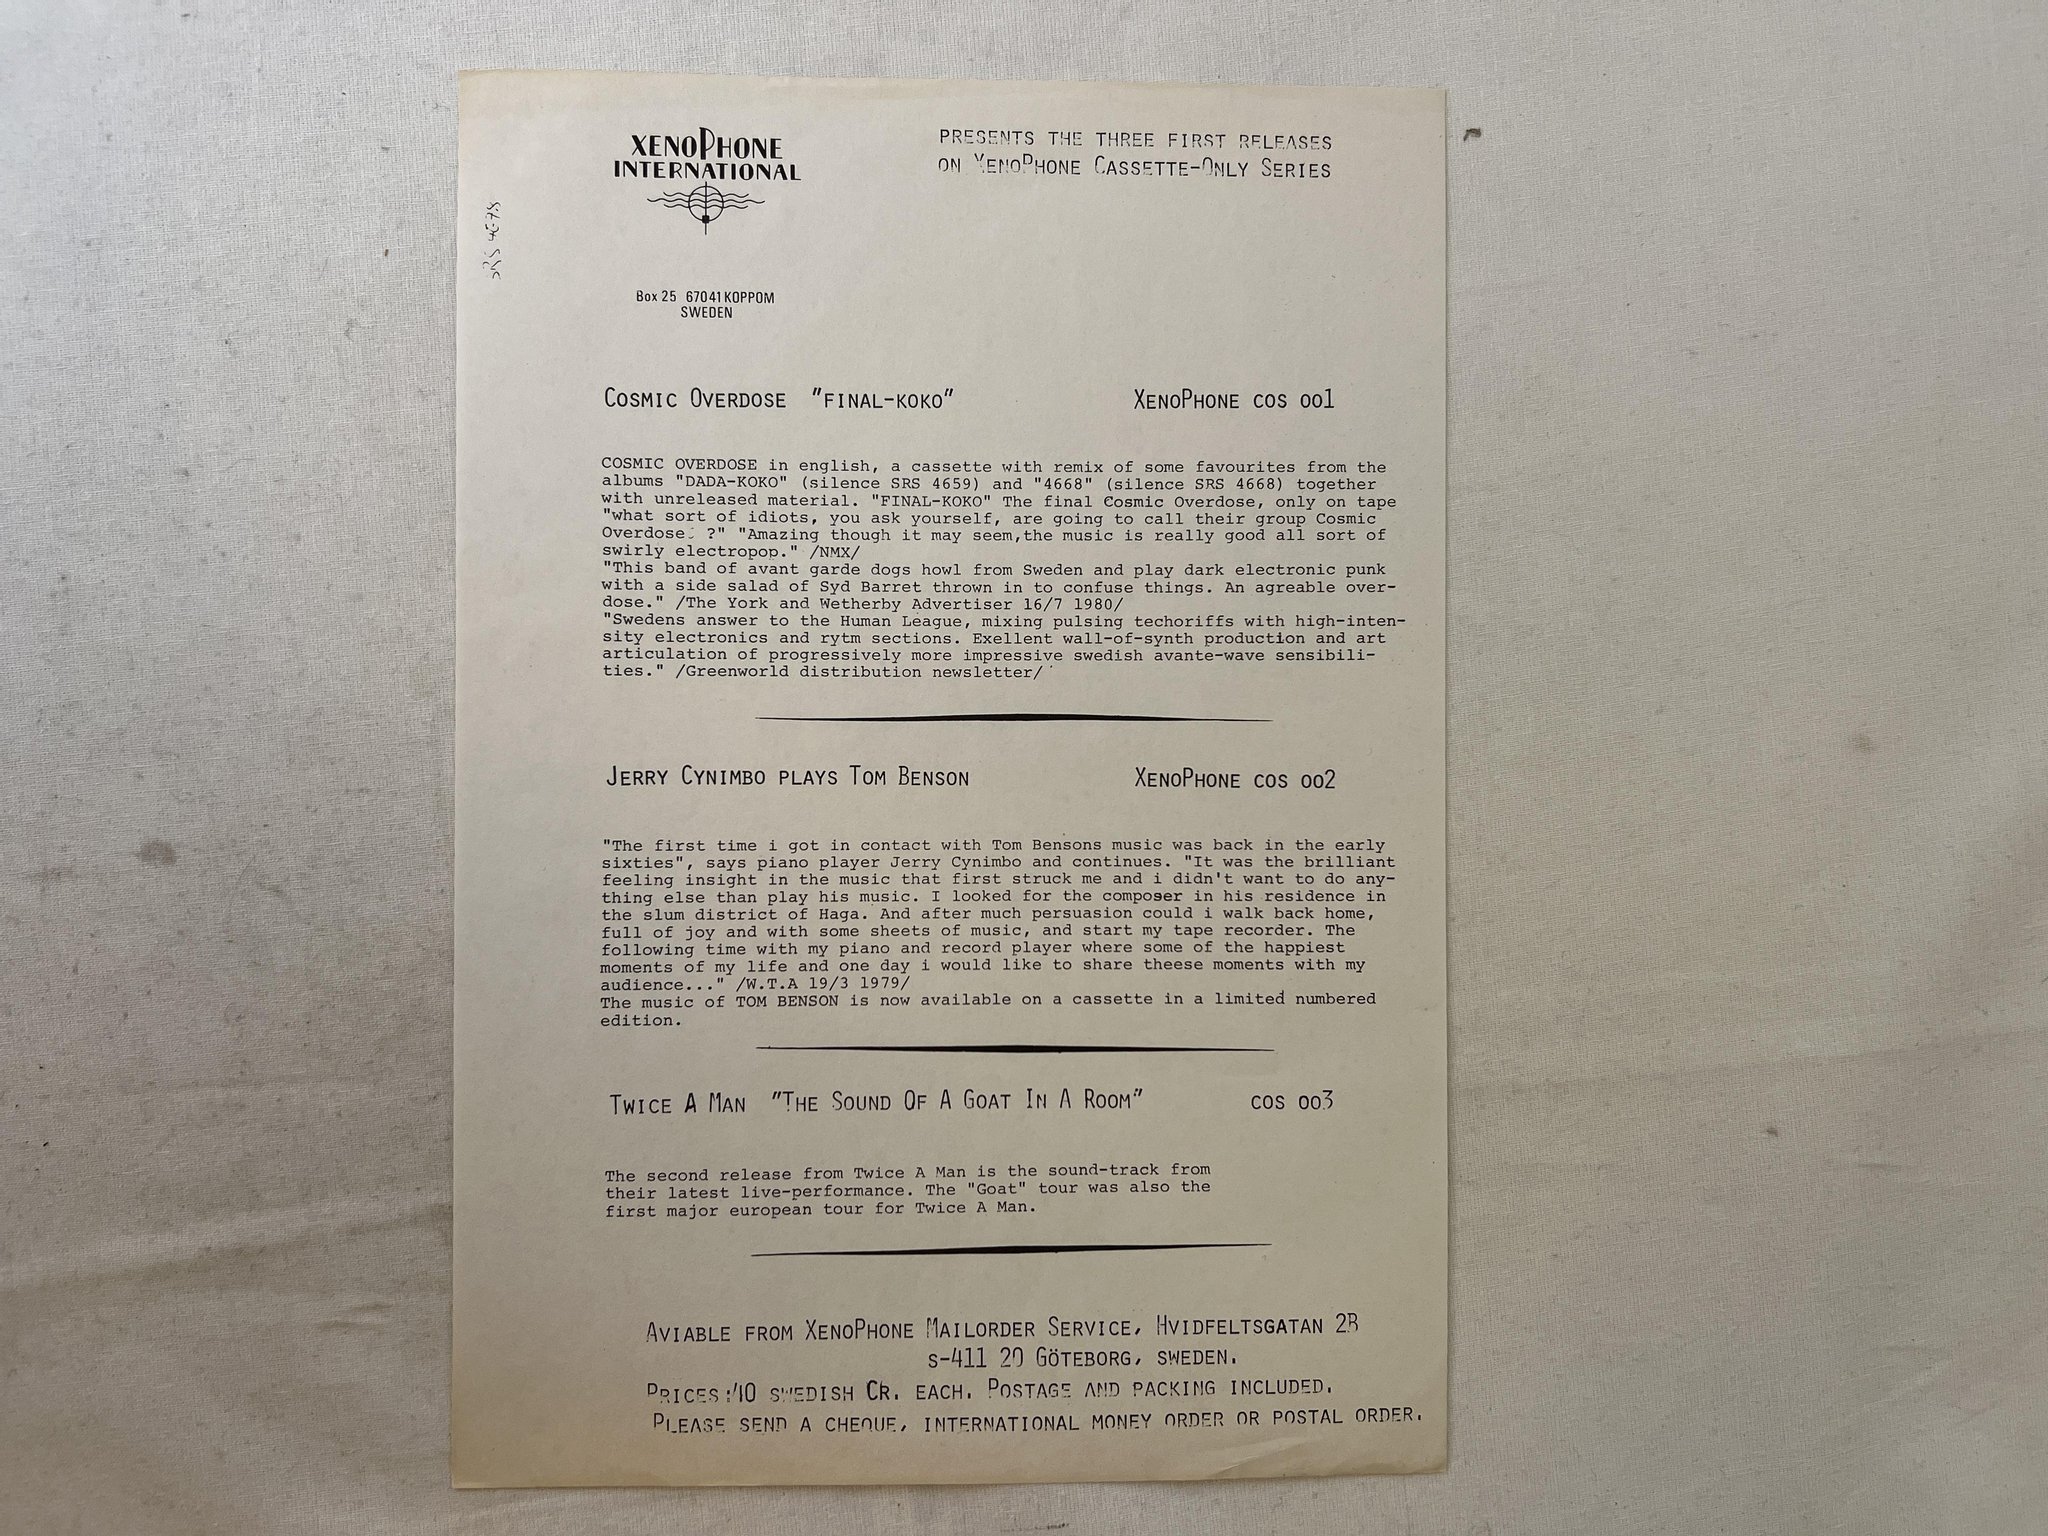 XENOPHONE
INTERNATIONAL
PRESENTS THE THREE FIRST RELEASES
ON XENOPHONE CASSETTE-ONLY SERIES
SRS
Box 25 67041 KOPPOM
SWEDEN
COSMIC OVERDOSE "FINAL-KOKO" XENOPHONE COS 001
COSMIC OVERDOSE in english, a cassette with remix of some favourites from the
albums "DADA-KOKO" (silence SRS 4659) and "4668" (silence SRS 4668) together
with unreleased material. "FINAL-KOKO" The final Cosmic Overdose, only on tape
"what sort of idiots, you ask yourself, are going to call their group Cosmic
Overdose. ?" "Amazing though it may seem,the music is really good all sort of
swirly electropop." /NMX/
"This band of avant garde dogs howl from Sweden and play dark electronic punk
with a side salad of Syd Barret thrown in to confuse things. An agreable over-
dose." /The York and Wetherby Advertiser 16/7 1980/
"Swedens answer to the Human League, mixing pulsing techoriffs with high-inten-
sity electronics and rytm sections. Exellent wall-of-synth production and art
articulation of progressively more impressive swedish avante-wave sensibili-
ties." /Greenworld distribution newsletter/
JERRY CYNIMBO PLAYS TOM BENSON XENOPHONE COS 002
"The first time i got in contact with Tom Bensons music was back in the early
sixties", says piano player Jerry Cynimbo and continues. "It was the brilliant
feeling insight in the music that first struck me and i didn't want to do any-
thing else than play his music. I looked for the composer in his residence in
the slum district of Haga. And after much persuasion could i walk back home,
full of joy and with some sheets of music, and start my tape recorder. The
following time with my piano and record player where some of the happiest
moments of my life and one day i would like to share theese moments with my
audience..." /W.T.A 19/3 1979/
The music of TOM BENSON is now available on a cassette in a limited numbered
edition.
TWICE A MAN "THE SOUND OF A GOAT IN A ROOM" COS 003
The second release from Twice A Man is the sound-track from
their latest live-performance. The "Goat" tour was also the
first major european tour for Twice A Man.
AVIABLE FROM XENOPHONE MAILORDER SERVICE, HVIDFELTSGATAN 2B
S-411 20 GÖTEBORG, SWEDEN.
PRICES:40 SWEDISH CR. EACH. POSTAGE AND PACKING INCLUDED.
PLEASE SEND A CHEQUE, INTERNATIONAL MONEY ORDER OR POSTAL ORDER.